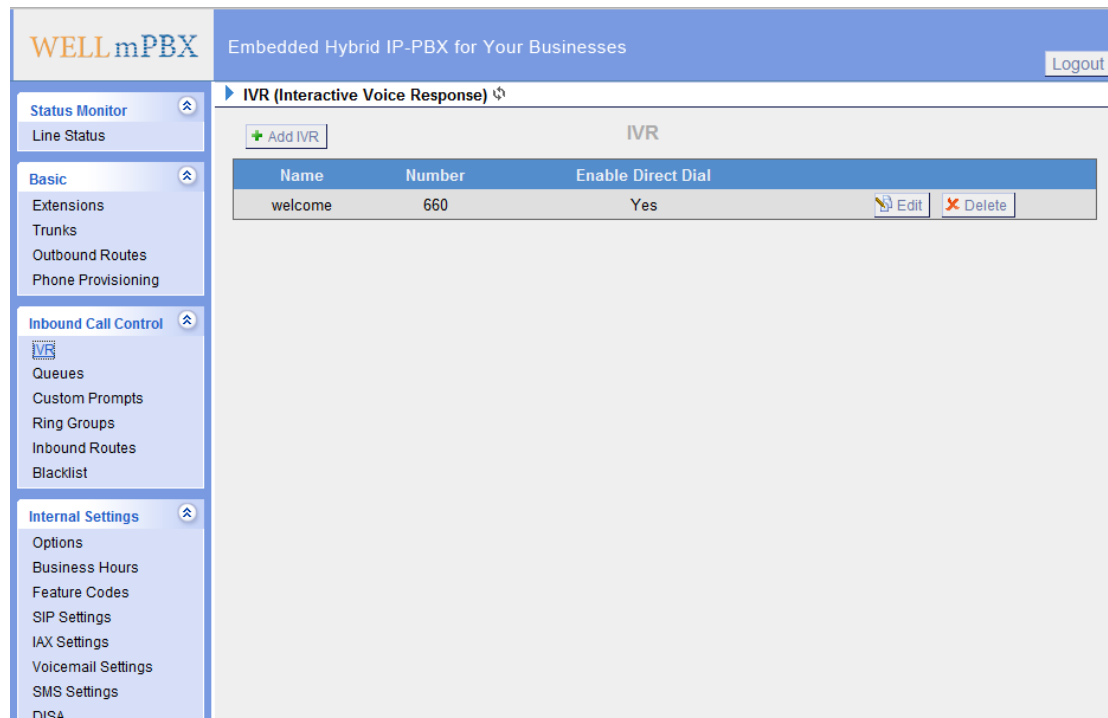 WELL mPBX
Embedded Hybrid IP-PBX for Your Businesses
Logout
Status Monitor
Line Status
Basic
Extensions
Trunks
Outbound Routes
Phone Provisioning
Inbound Call Control
IVR
Queues
Custom Prompts
Ring Groups
Inbound Routes
Blacklist
Internal Settings
Options
Business Hours
Feature Codes
SIP Settings
IAX Settings
Voicemail Settings
SMS Settings
DISA
IVR (Interactive Voice Response)
Add IVR
IVR
Name Number Enable Direct Dial
welcome 660 Yes Edit Delete